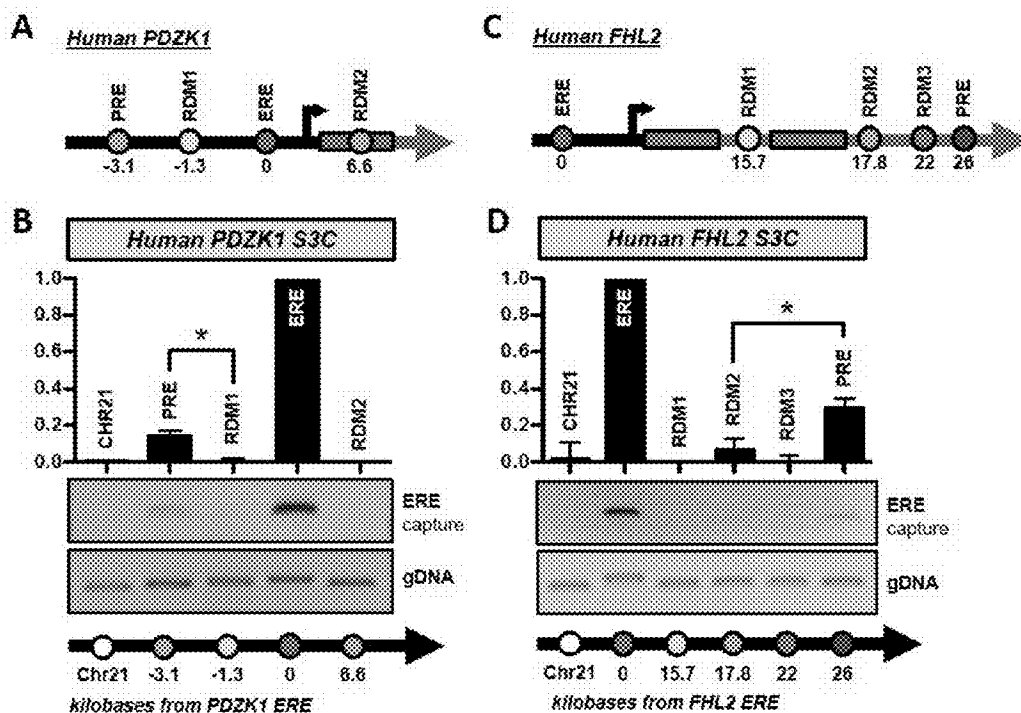 A
Human PDZK1
PRE
RDM1
ERE
RDM2
-3.1
-1.3
0
6.6
B
Human PDZK1 S3C
1.0
0.8
0.6
0.4
0.2
0.0
CHR21
PRE
*
RDM1
ERE
RDM2
ERE
capture
gDNA
Chr21 -3.1 -1.3 0 6.6
kilobases from PDZK1 ERE
C
Human FHL2
ERE
RDM1
RDM2
RDM3
PRE
0
15.7
17.8
22
26
D
Human FHL2 S3C
1.0
0.8
0.6
0.4
0.2
0.0
CHR21
ERE
RDM1
RDM2
*
RDM3
PRE
ERE
capture
gDNA
Chr21 0 15.7 17.8 22 26
kilobases from FHL2 ERE